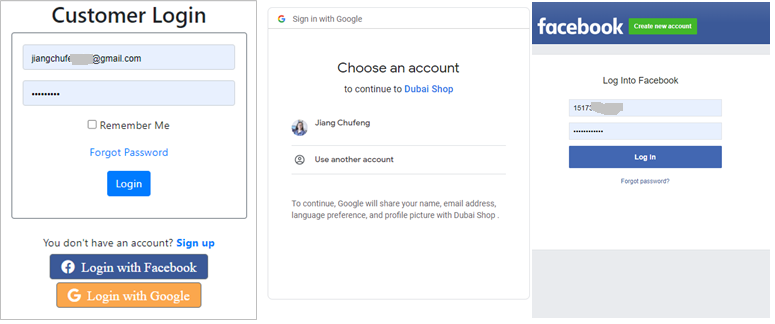 Customer Login
jiangchufe @gmail.com
•••••••••
Remember Me
Forgot Password
Login
You don't have an account? Sign up
Login with Facebook
Login with Google
Sign in with Google
Choose an account
to continue to Dubai Shop
Jiang Chufeng
Use another account
To continue, Google will share your name, email address,
language preference, and profile picture with Dubai Shop .
facebook
Create new account
Log Into Facebook
••••••••••••
Log In
Forgot password?